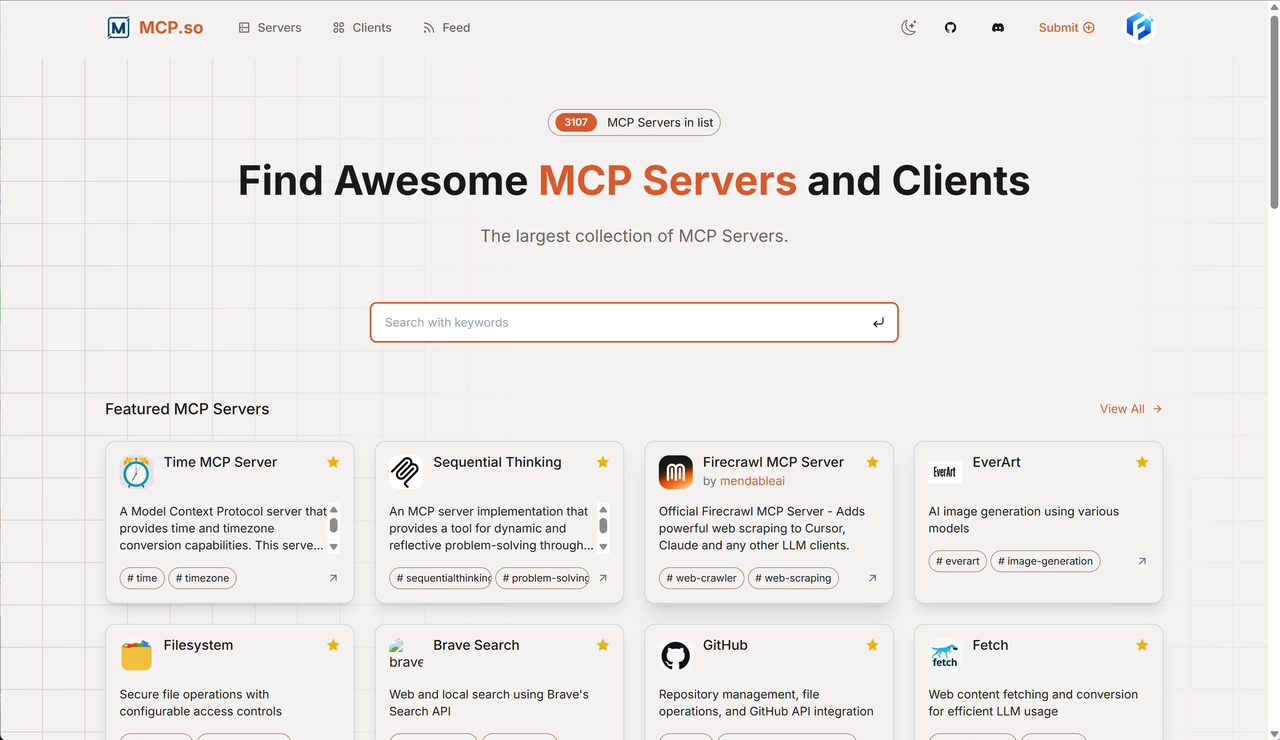 M MCP.so Servers Clients Feed Submit
3107 MCP Servers in list
Find Awesome MCP Servers and Clients
The largest collection of MCP Servers.
Search with keywords
Featured MCP Servers
View All
Time MCP Server
A Model Context Protocol server that
provides time and timezone
conversion capabilities. This serve...
# time # timezone
Sequential Thinking
An MCP server implementation that
provides a tool for dynamic and
reflective problem-solving through...
# sequentialthinking # problem-solving
Firecrawl MCP Server
by mendableai
Official Firecrawl MCP Server - Adds
powerful web scraping to Cursor,
Claude and any other LLM clients.
# web-crawler # web-scraping
EverArt
EverArt
AI image generation using various
models
# everart # image-generation
Filesystem
Secure file operations with
configurable access controls
brave
Brave Search
Web and local search using Brave's
Search API
GitHub
Repository management, file
operations, and GitHub API integration
fetch
Fetch
Web content fetching and conversion
for efficient LLM usage